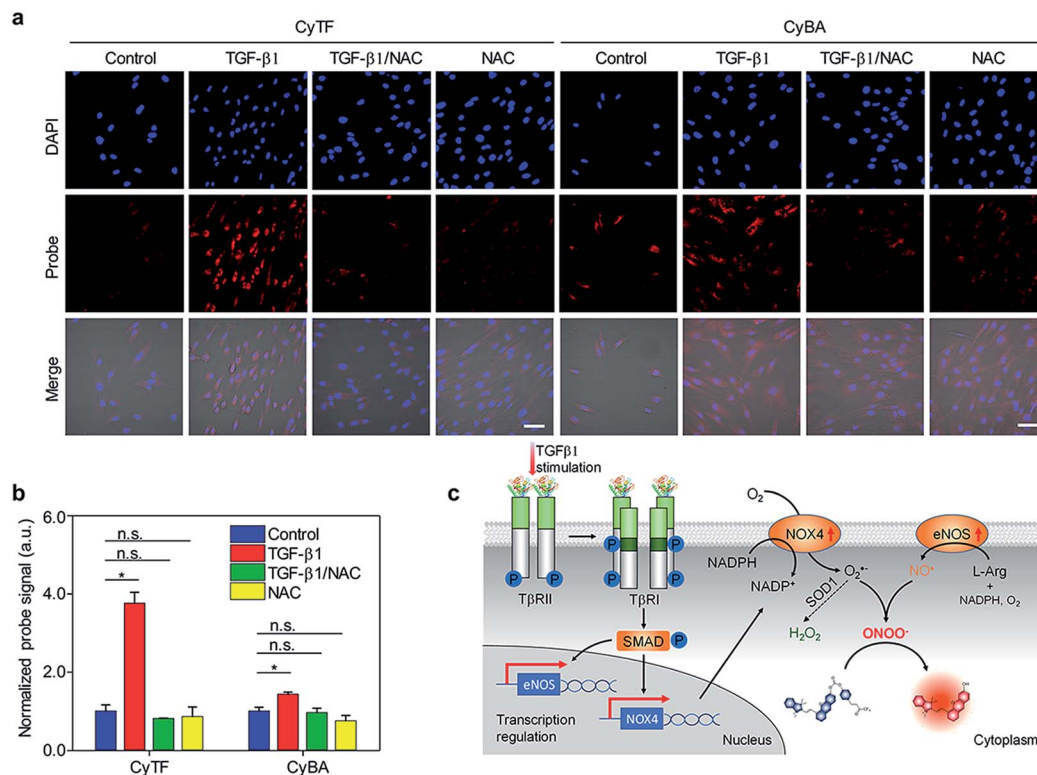 a
CyTF CyBA
Control TGF-β1 TGF-β1/NAC NAC Control TGF-β1 TGF-β1/NAC NAC
DAPI
Probe
Merge
b
Normalized probe signal (a.u.)
6.0
4.0
2.0
0.0
Control
TGF-β1
TGF-β1/NAC
NAC
n.s.
n.s.
*
n.s.
n.s.
*
CyTF CyBA
c
TGFβ1
stimulation
P P
TβRII
P P
P P
TβRI
SMAD P
eNOS
NOX4
Transcription
regulation
Nucleus
O2
NOX4
NADPH
NADP+
O2•-
SOD1
H2O2
eNOS
NO•
L-Arg
+
NADPH, O2
ONOO-
Cytoplasm